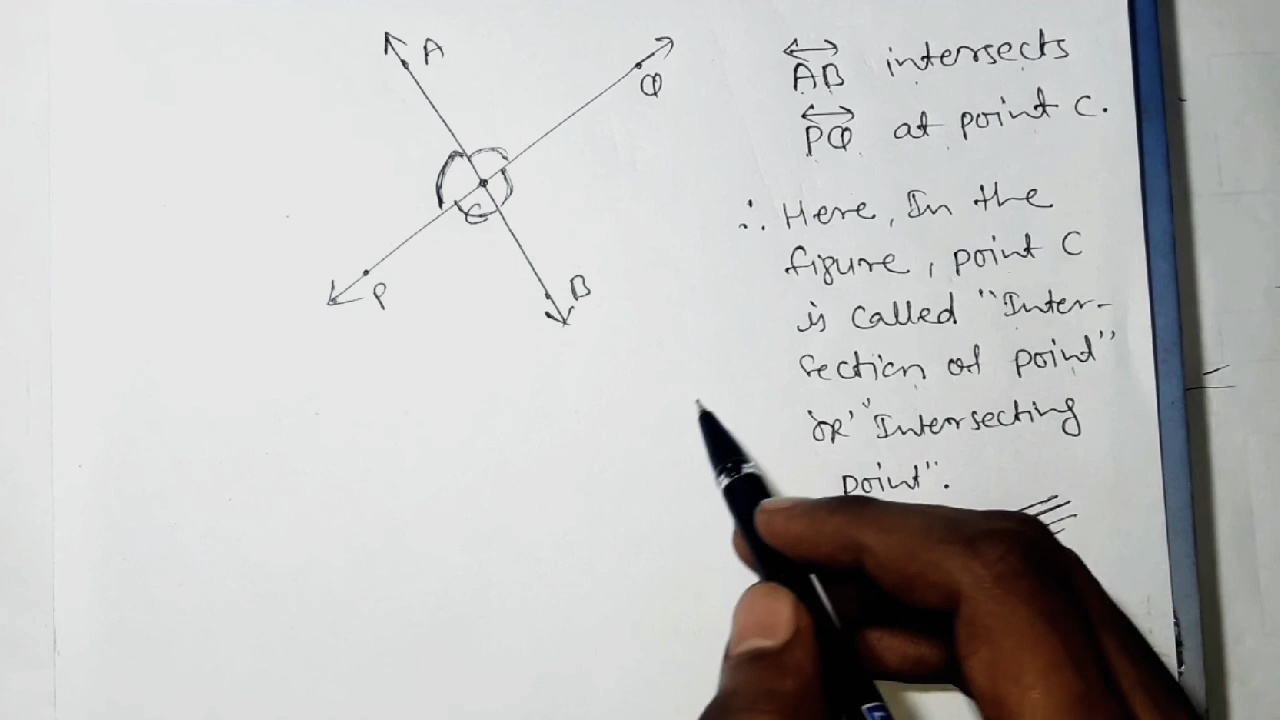 A
Q
C
P
B
AB intersects
PQ at point C.
∴ Here, In the
figure, point C
is called "Inter-
section of point"
OR "Intersecting
point".